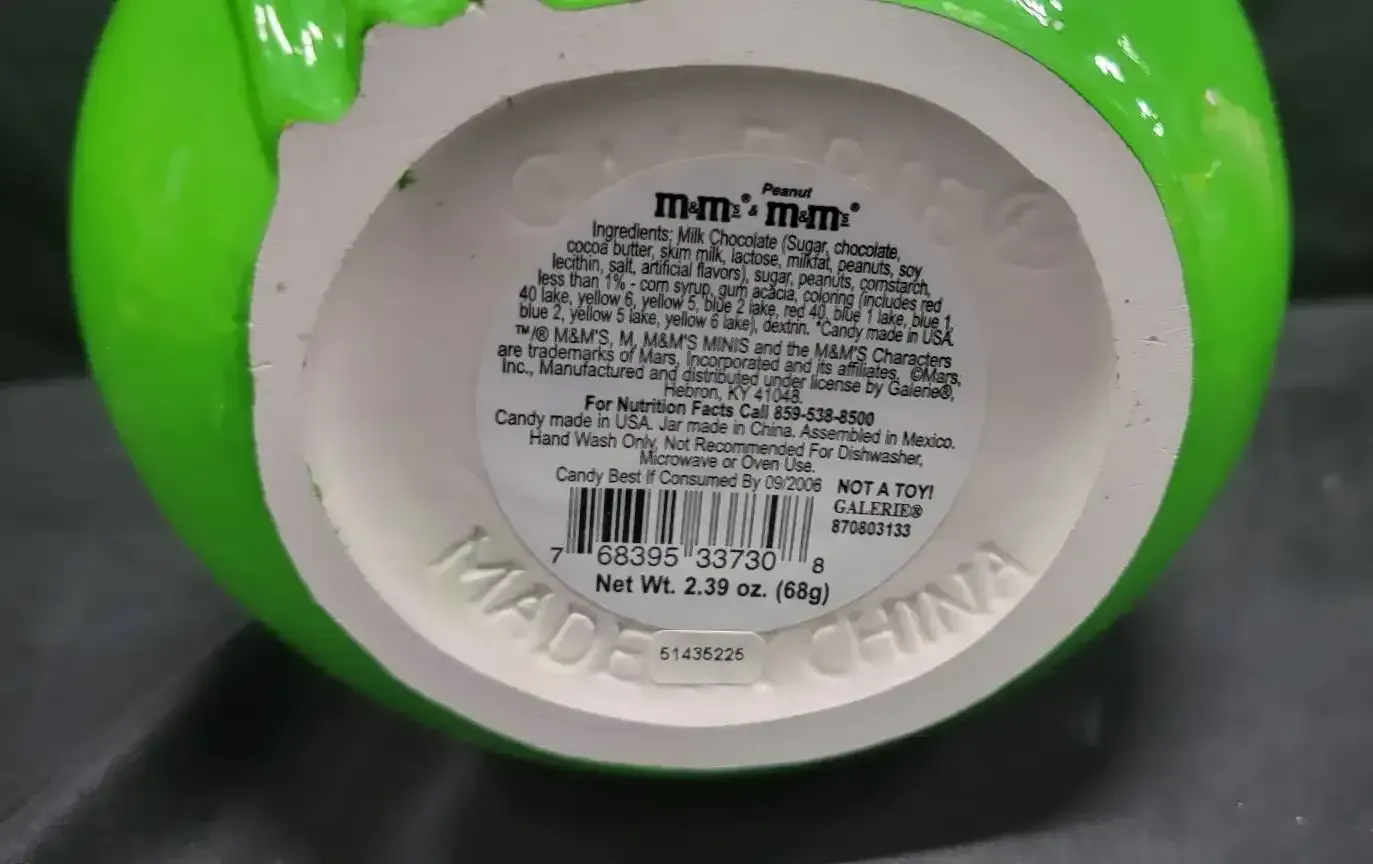 GALERIE®
Peanut
m&m's® & m&m's®
Ingredients: Milk Chocolate (Sugar, chocolate,
cocoa butter, skim milk, lactose, milkfat, peanuts, soy
lecithin, salt, artificial flavors), sugar, peanuts, cornstarch,
less than 1% - corn syrup, gum acacia, coloring (includes red
40 lake, yellow 6, yellow 5, blue 2 lake, red 40, blue 1 lake, blue 1,
blue 2, yellow 5 lake, yellow 6 lake), dextrin. *Candy made in USA.
™/® M&M'S, M, M&M'S MINIS and the M&M'S Characters
are trademarks of Mars, Incorporated and its affiliates. ©Mars,
Inc., Manufactured and distributed under license by Galerie®,
Hebron, KY 41048.
For Nutrition Facts Call 859-538-8500
Candy made in USA. Jar made in China. Assembled in Mexico.
Hand Wash Only, Not Recommended For Dishwasher,
Microwave or Oven Use.
Candy Best If Consumed By 09/2006
NOT A TOY!
GALERIE®
870803133
7 68395 33730 8
Net Wt. 2.39 oz. (68g)
MADE CHINA
51435225